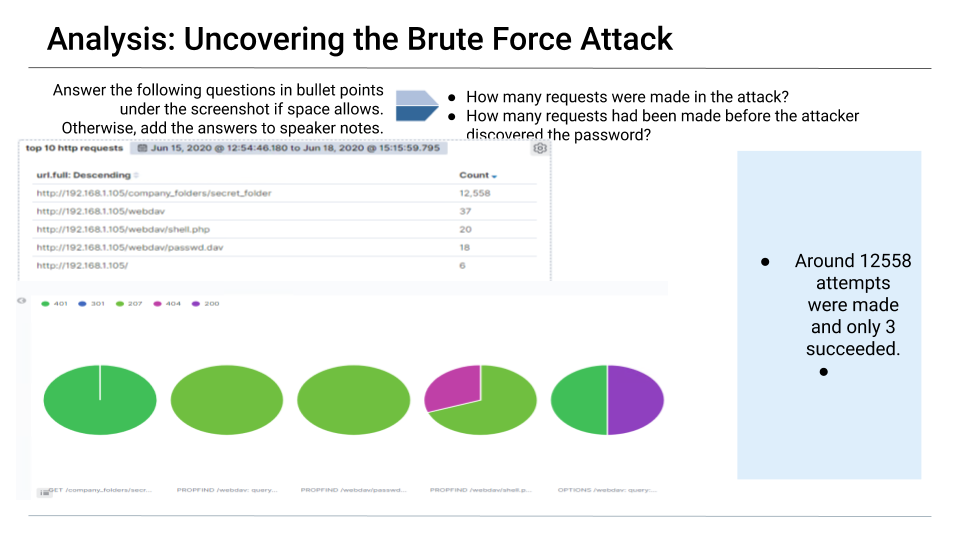 Analysis: Uncovering the Brute Force Attack
Answer the following questions in bullet points
under the screenshot if space allows.
Otherwise, add the answers to speaker notes.
● How many requests were made in the attack?
● How many requests had been made before the attacker
discovered the password?
top 10 http requests Jun 15, 2020 @ 12:54:46.180 to Jun 18, 2020 @ 15:15:59.795
url.full: Descending Count
http://192.168.1.105/company_folders/secret_folder 12,558
http://192.168.1.105/webdav 37
http://192.168.1.105/webdav/shell.php 20
http://192.168.1.105/webdav/passwd.dav 18
http://192.168.1.105/ 6
401 301 207 404 200
GET /company_folders/secr... PROPFIND /webdav: query... PROPFIND /webdav/passwd... PROPFIND /webdav/shell.p... OPTIONS /webdav: query:...
● Around 12558
attempts
were made
and only 3
succeeded.
●